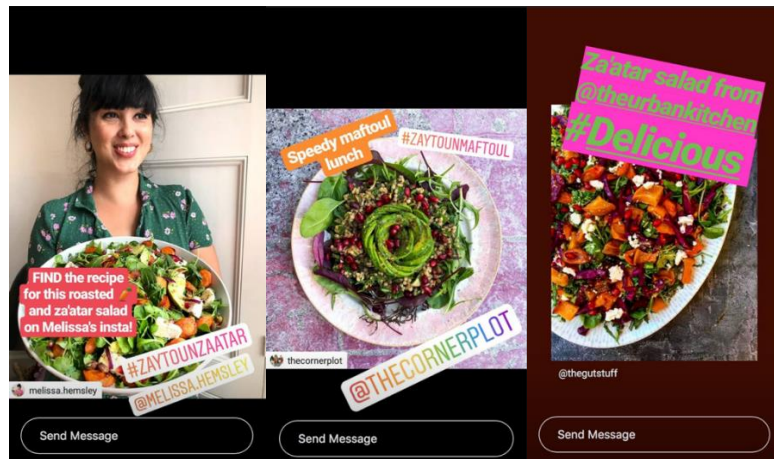 FIND the recipe
for this roasted 🥕
and za'atar salad
on Melissa's insta!
#ZAYTOUNZAATAR
@MELISSA.HEMSLEY
melissa.hemsley
Send Message
Speedy maftoul
lunch
#ZAYTOUNMAFTOUL
@THECORNERPLOT
thecornerplot
Send Message
Za'atar salad from
@theurbankitchen
#Delicious
@thegutstuff
Send Message